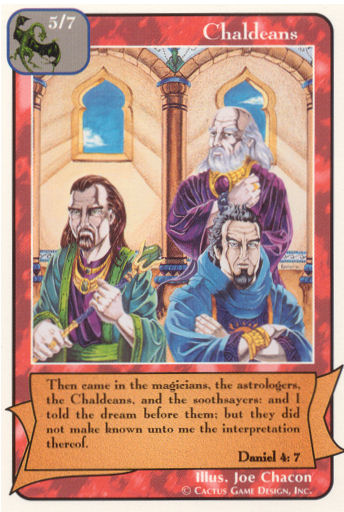 5/7
Chaldeans
Then came in the magicians, the astrologers,
the Chaldeans, and the soothsayers: and I
told the dream before them; but they did
not make known unto me the interpretation
thereof.
Daniel 4: 7
Illus. Joe Chacon
© CACTUS GAME DESIGN, INC.